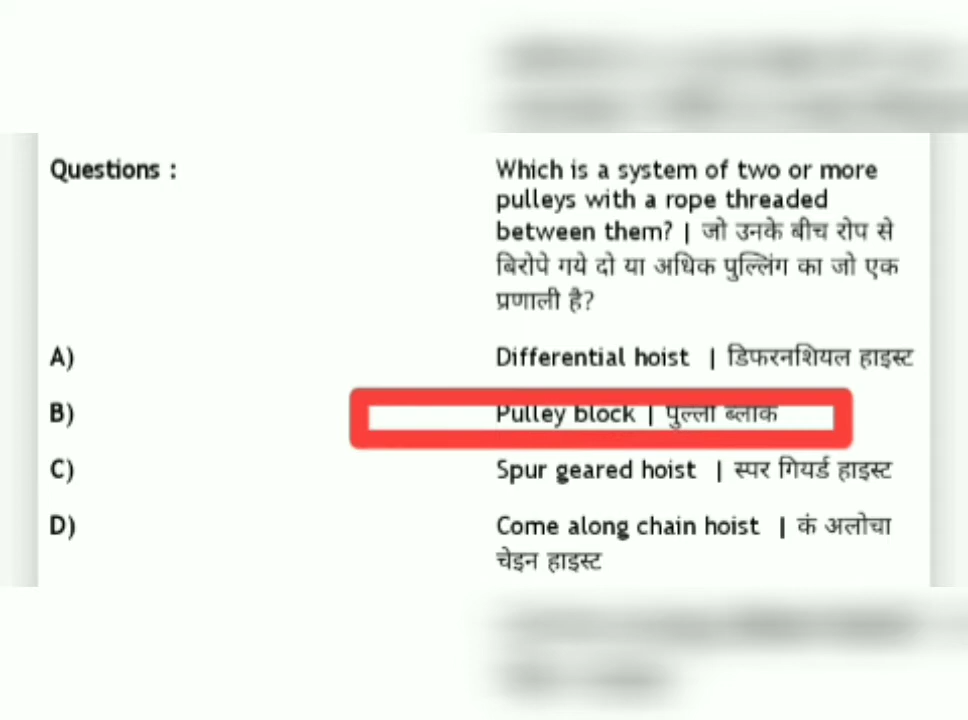 Questions :
Which is a system of two or more
pulleys with a rope threaded
between them? | जो उनके बीच रोप से
बिरोपे गये दो या अधिक पुल्लिंग का जो एक
प्रणाली है?
A) Differential hoist | डिफरनशियल हाइस्ट
B) Pulley block | पुल्ली ब्लाक
C) Spur geared hoist | स्पर गियर्ड हाइस्ट
D) Come along chain hoist | कं अलोचा
चेइन हाइस्ट